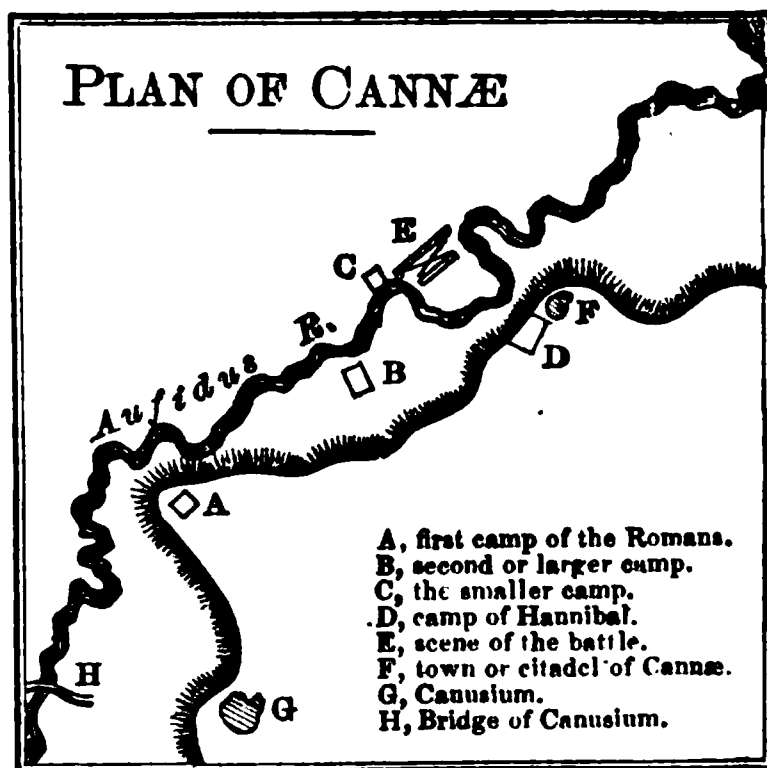 PLAN OF CANNÆ
E
C
Aufidus R.
B
F
D
A
H
G
A, first camp of the Romans.
B, second or larger camp.
C, the smaller camp.
D, camp of Hannibal.
E, scene of the battle.
F, town or citadel of Cannæ.
G, Canusium.
H, Bridge of Canusium.